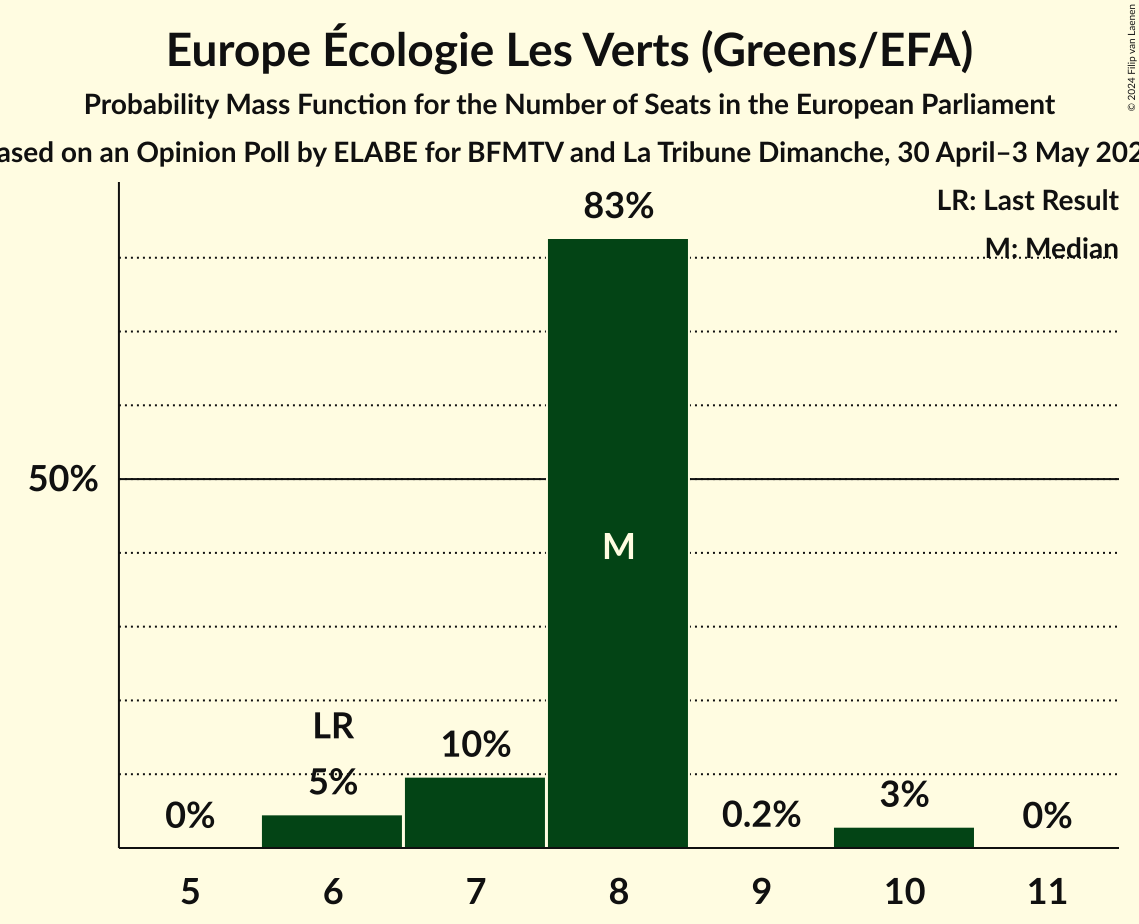 Europe Écologie Les Verts (Greens/EFA)
Probability Mass Function for the Number of Seats in the European Parliament
ased on an Opinion Poll by ELABE for BFMTV and La Tribune Dimanche, 30 April–3 May 202
© 2024 Filip van Laenen
LR: Last Result
M: Median
83%
50%
M
LR
10%
5%
3%
0%
0.2%
0%
5 6 7 8 9 10 11